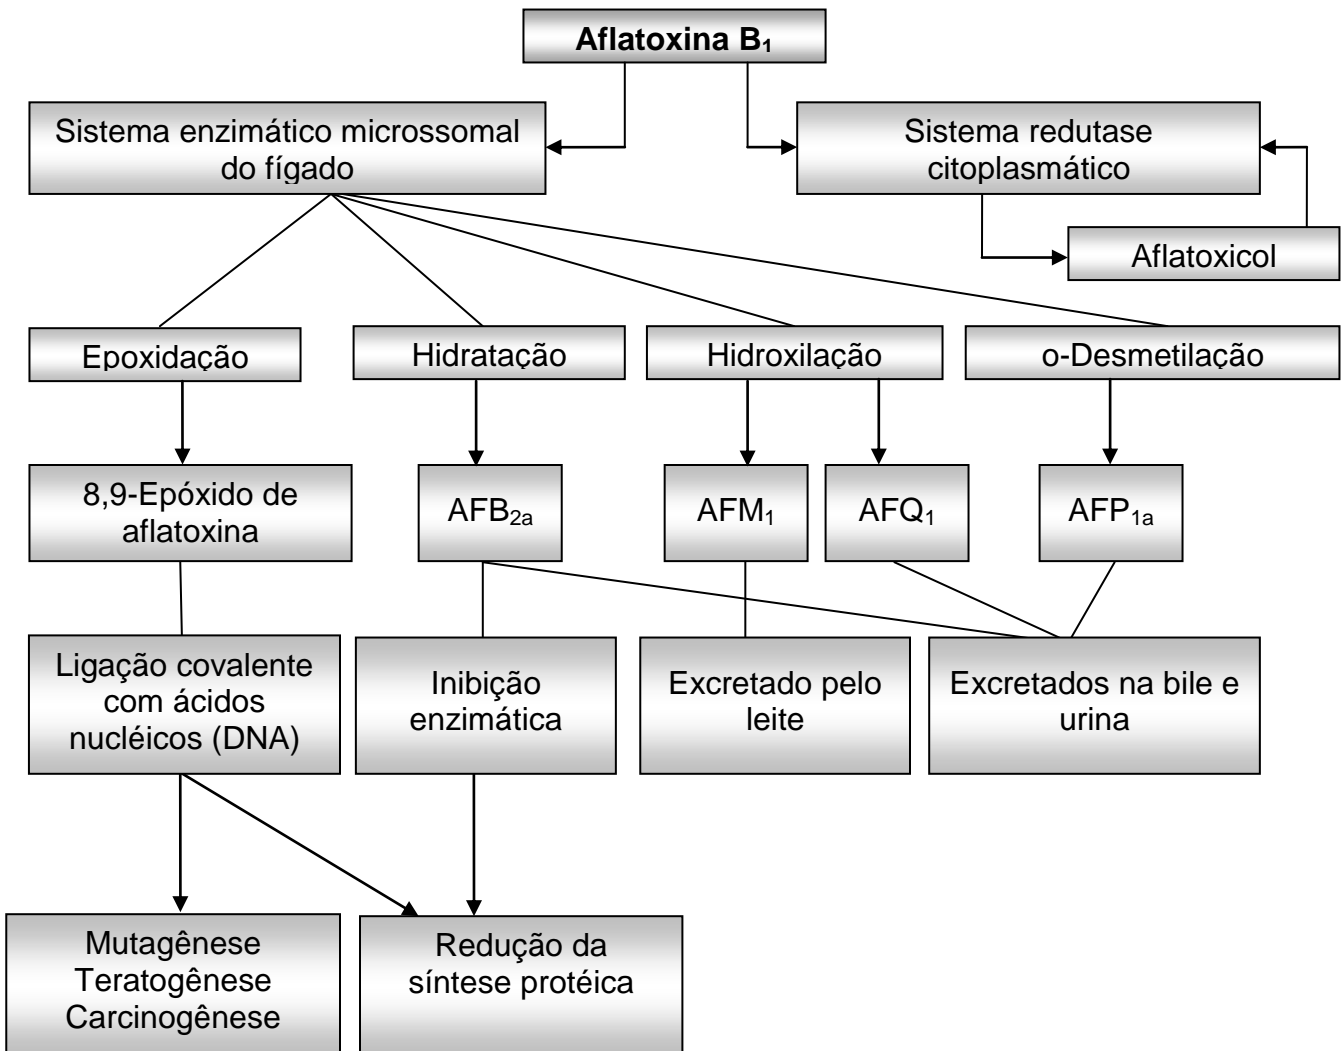 Aflatoxina B₁
Sistema enzimático microssomal
do fígado
Sistema redutase
citoplasmático
Aflatoxicol
Epoxidação
Hidratação
Hidroxilação
o-Desmetilação
8,9-Epóxido de
aflatoxina
AFB₂ₐ
AFM₁
AFQ₁
AFP₁ₐ
Ligação covalente
com ácidos
nucléicos (DNA)
Inibição
enzimática
Excretado pelo
leite
Excretados na bile e
urina
Mutagênese
Teratogênese
Carcinogênese
Redução da
síntese protéica